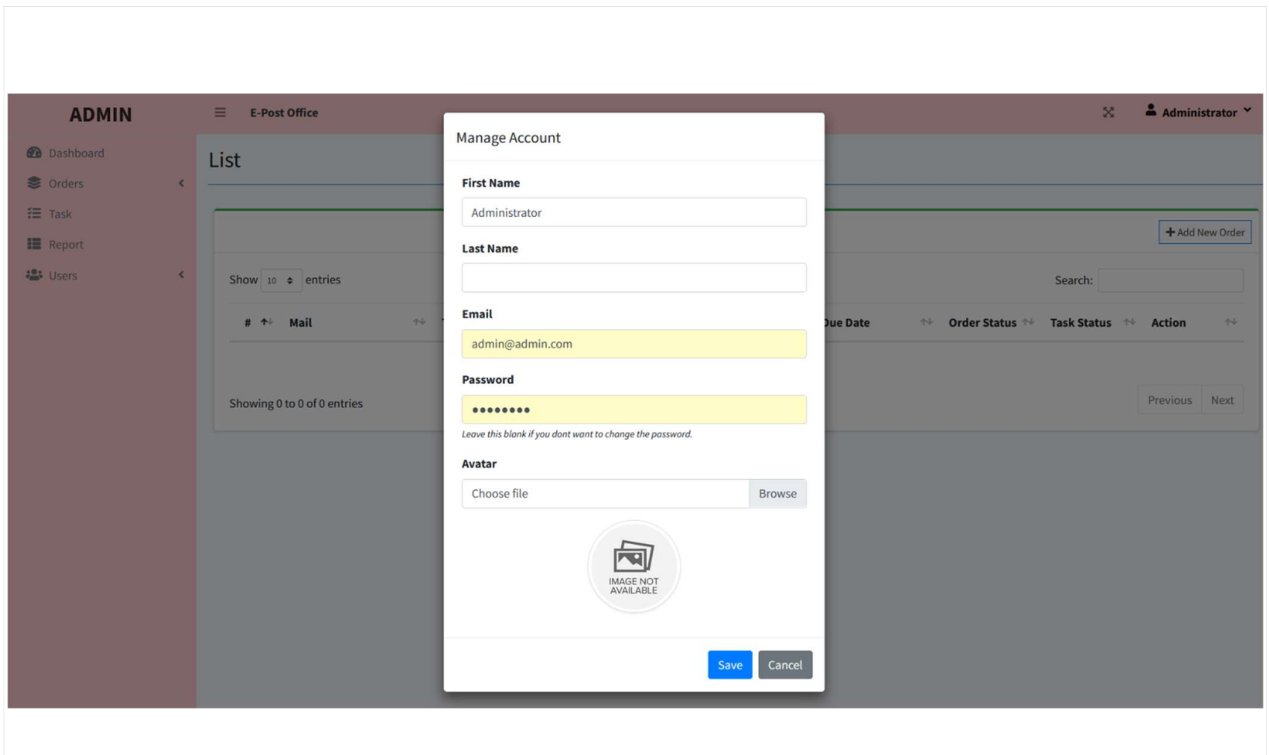 ADMIN
E-Post Office
Administrator
Dashboard
Orders
Task
Report
Users
List
Add New Order
Show 10 entries
Search:
# Mail
Due Date Order Status Task Status Action
Showing 0 to 0 of 0 entries
Previous Next
Manage Account
First Name
Administrator
Last Name
Email
admin@admin.com
Password
••••••••
Leave this blank if you dont want to change the password.
Avatar
Choose file Browse
IMAGE NOT
AVAILABLE
Save Cancel